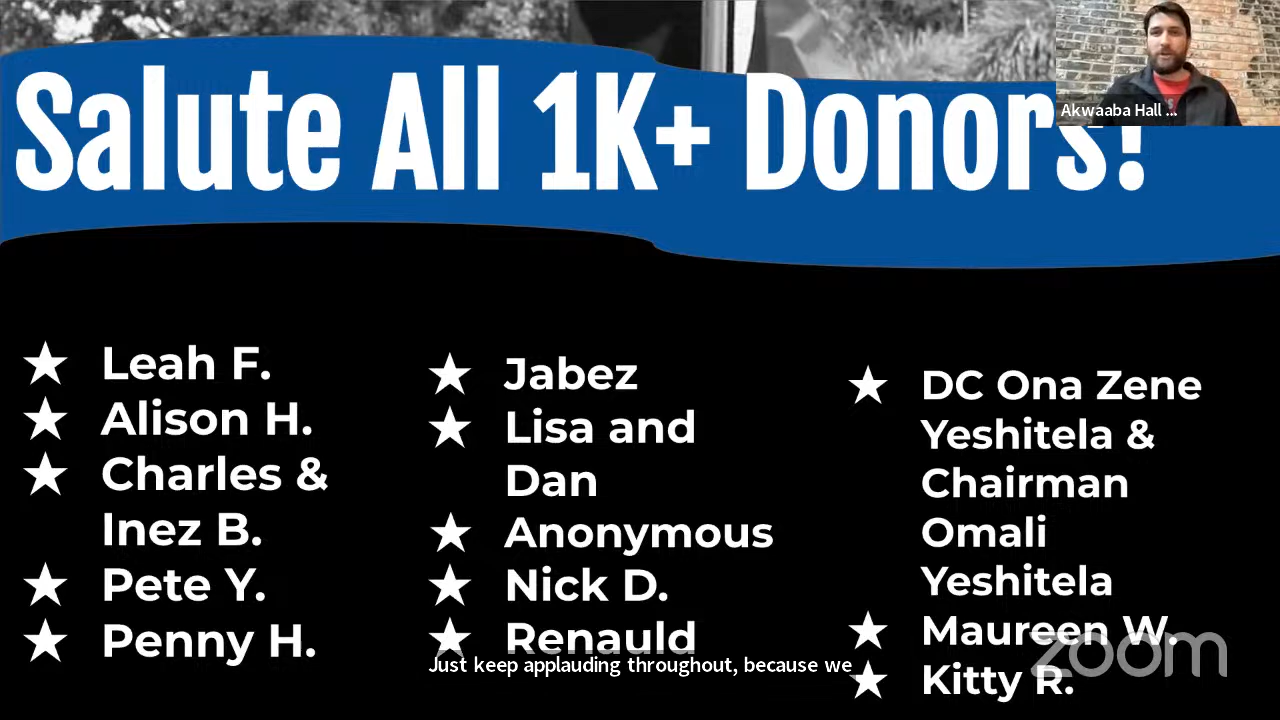 Salute All 1K+ Donors!
Akwaaba Hall ...
★ Leah F.
★ Alison H.
★ Charles &
Inez B.
★ Pete Y.
★ Penny H.
★ Jabez
★ Lisa and
Dan
★ Anonymous
★ Nick D.
★ Renauld
★ DC Ona Zene
Yeshitela &
Chairman
Omali
Yeshitela
★ Maureen W.
★ Kitty R.
Just keep applauding throughout, because we
zoom